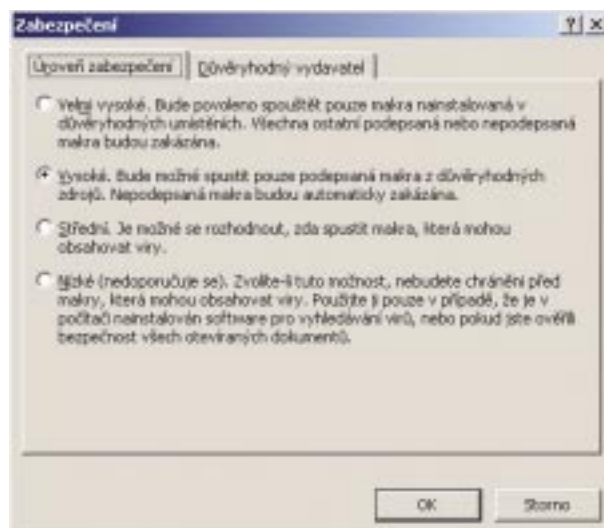 Zabezpečení
Úroveň zabezpečení
Důvěryhodný vydavatel
Velmi vysoké. Bude povoleno spouštět pouze makra nainstalovaná v
důvěryhodných umístěních. Všechna ostatní podepsaná nebo nepodepsaná
makra budou zakázána.
Vysoká. Bude možné spustit pouze podepsaná makra z důvěryhodných
zdrojů. Nepodepsaná makra budou automaticky zakázána.
Střední. Je možné se rozhodnout, zda spustit makra, která mohou
obsahovat viry.
Nízké (nedoporučuje se). Zvolíte-li tuto možnost, nebudete chráněni před
makry, která mohou obsahovat viry. Použijte ji pouze v případě, že je v
počítači nainstalován software pro vyhledávání virů, nebo pokud jste ověřili
bezpečnost všech otevíraných dokumentů.
OK
Storno